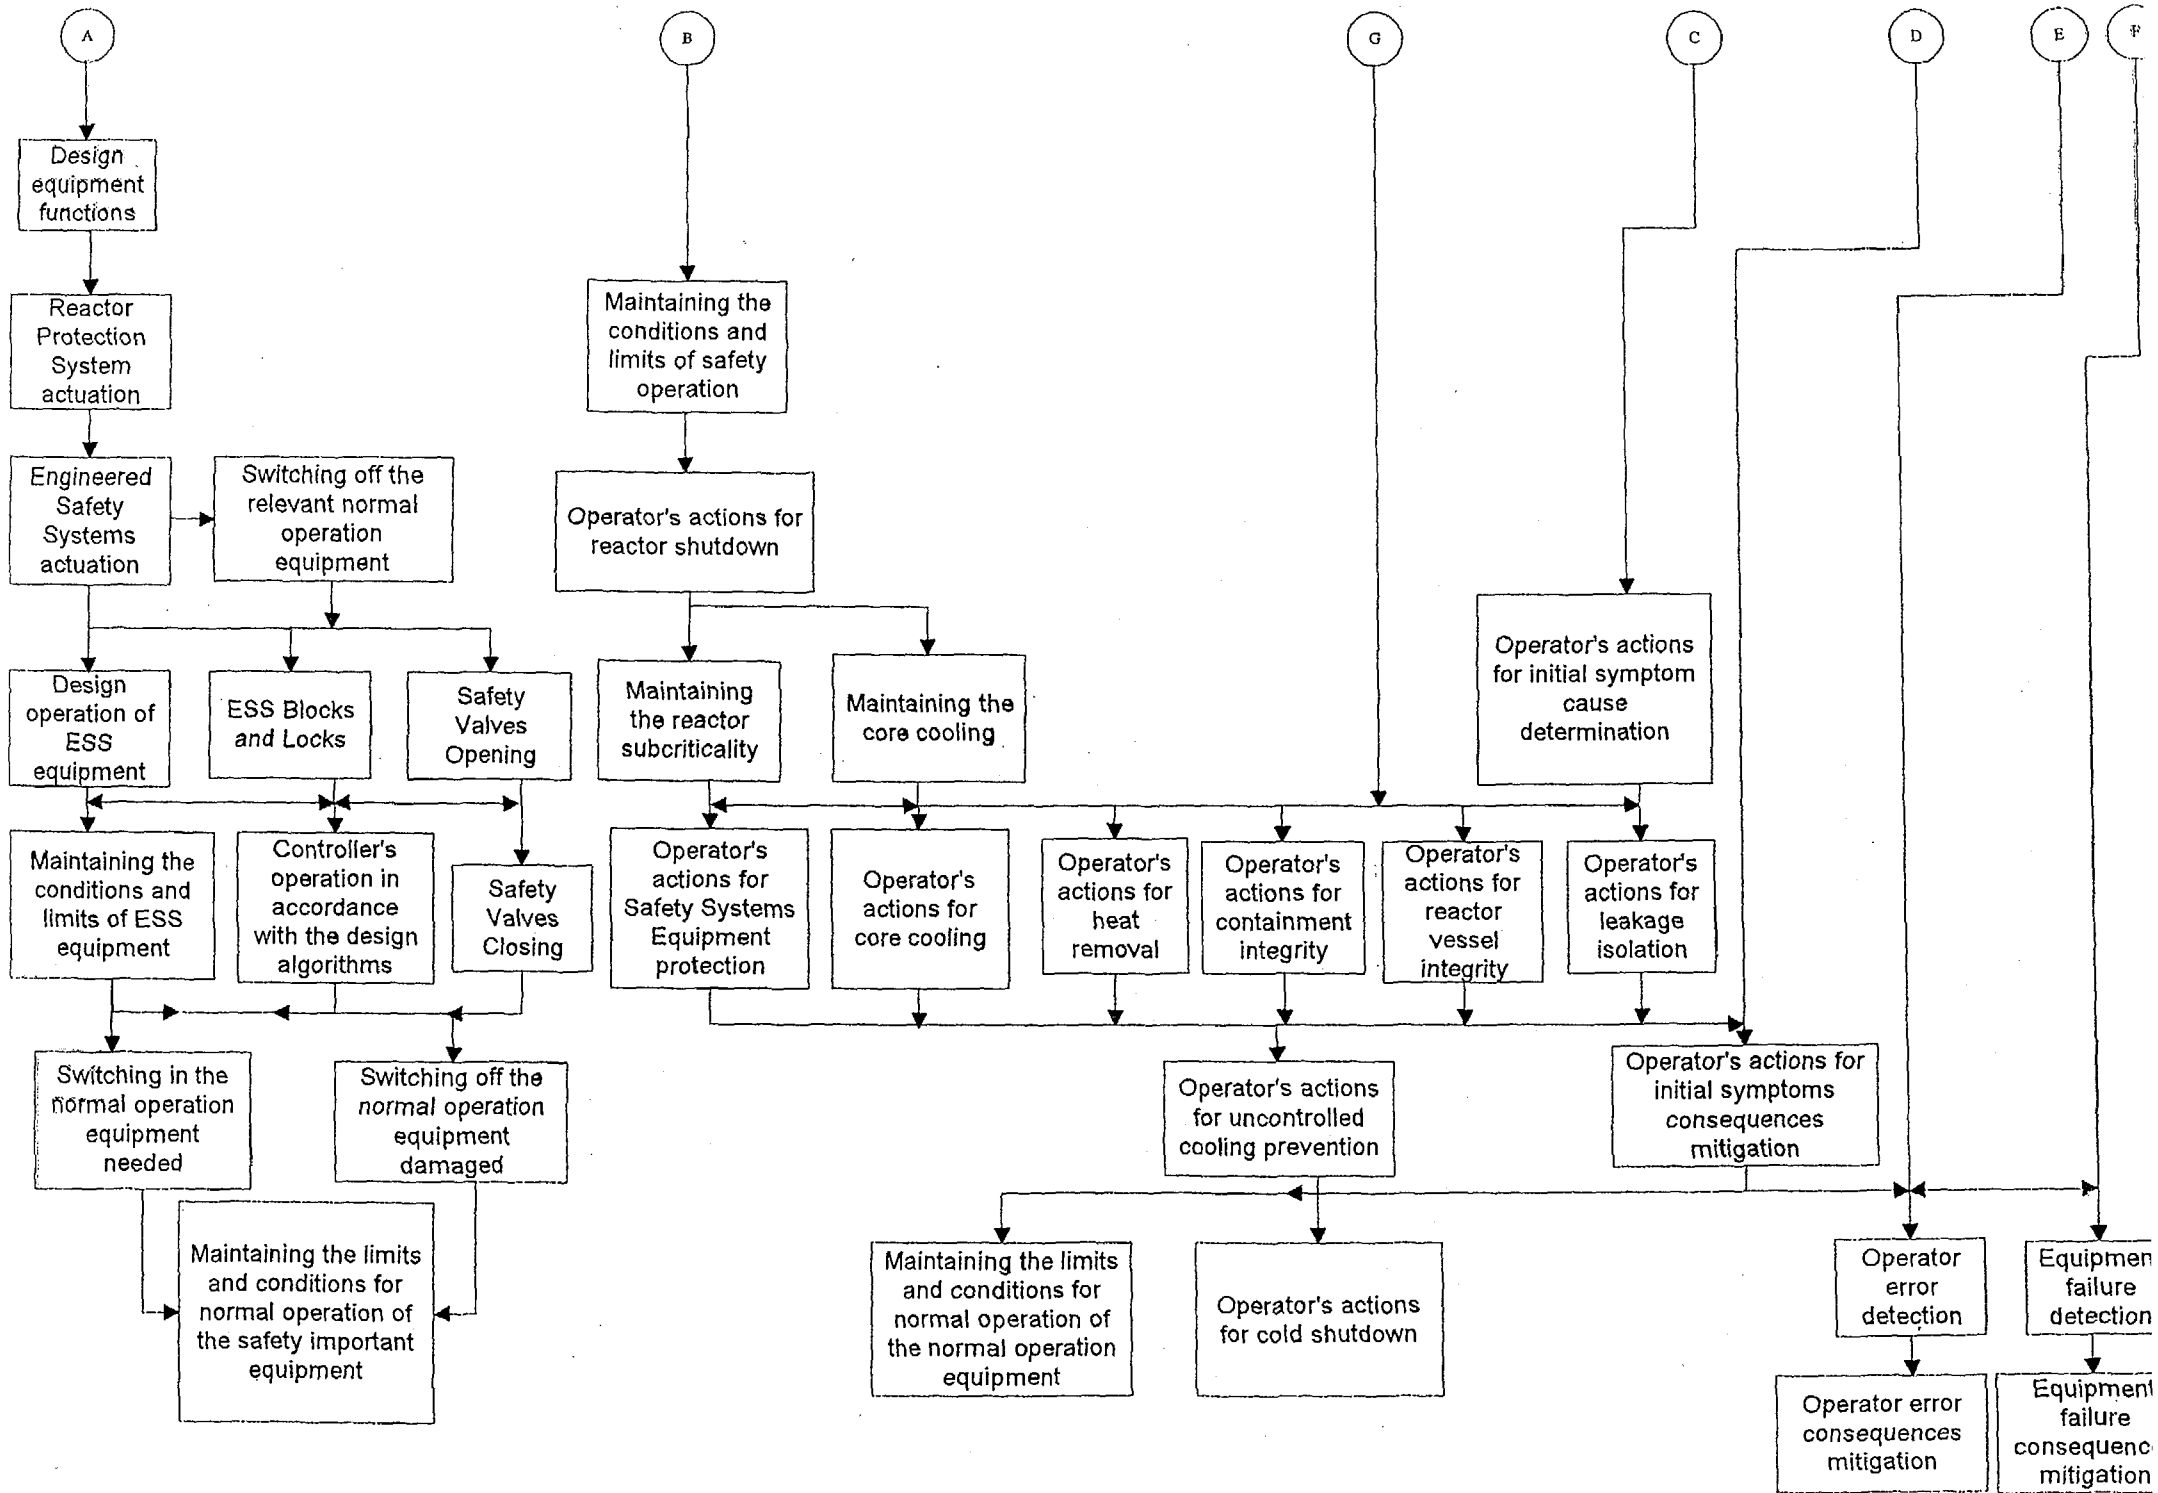 A
B
G
C
D
E
F
Design
equipment
functions
Reactor
Protection
System
actuation
Maintaining the
conditions and
limits of safety
operation
Engineered
Safety
Systems
actuation
Switching off the
relevant normal
operation
equipment
Operator's actions for
reactor shutdown
Operator's actions
for initial symptom
cause
determination
Design
operation of
ESS
equipment
ESS Blocks
and Locks
Safety
Valves
Opening
Maintaining
the reactor
subcriticality
Maintaining the
core cooling
Maintaining the
conditions and
limits of ESS
equipment
Controller's
operation in
accordance
with the design
algorithms
Safety
Valves
Closing
Operator's
actions for
Safety Systems
Equipment
protection
Operator's
actions for
core cooling
Operator's
actions for
heat
removal
Operator's
actions for
containment
integrity
Operator's
actions for
reactor
vessel
integrity
Operator's
actions for
leakage
isolation
Switching in the
normal operation
equipment
needed
Switching off the
normal operation
equipment
damaged
Operator's actions
for uncontrolled
cooling prevention
Operator's actions for
initial symptoms
consequences
mitigation
Maintaining the limits
and conditions for
normal operation of
the safety important
equipment
Maintaining the limits
and conditions for
normal operation of
the normal operation
equipment
Operator's actions
for cold shutdown
Operator
error
detection
Equipmen
failure
detection
Operator error
consequences
mitigation
Equipment
failure
consequenc
mitigation